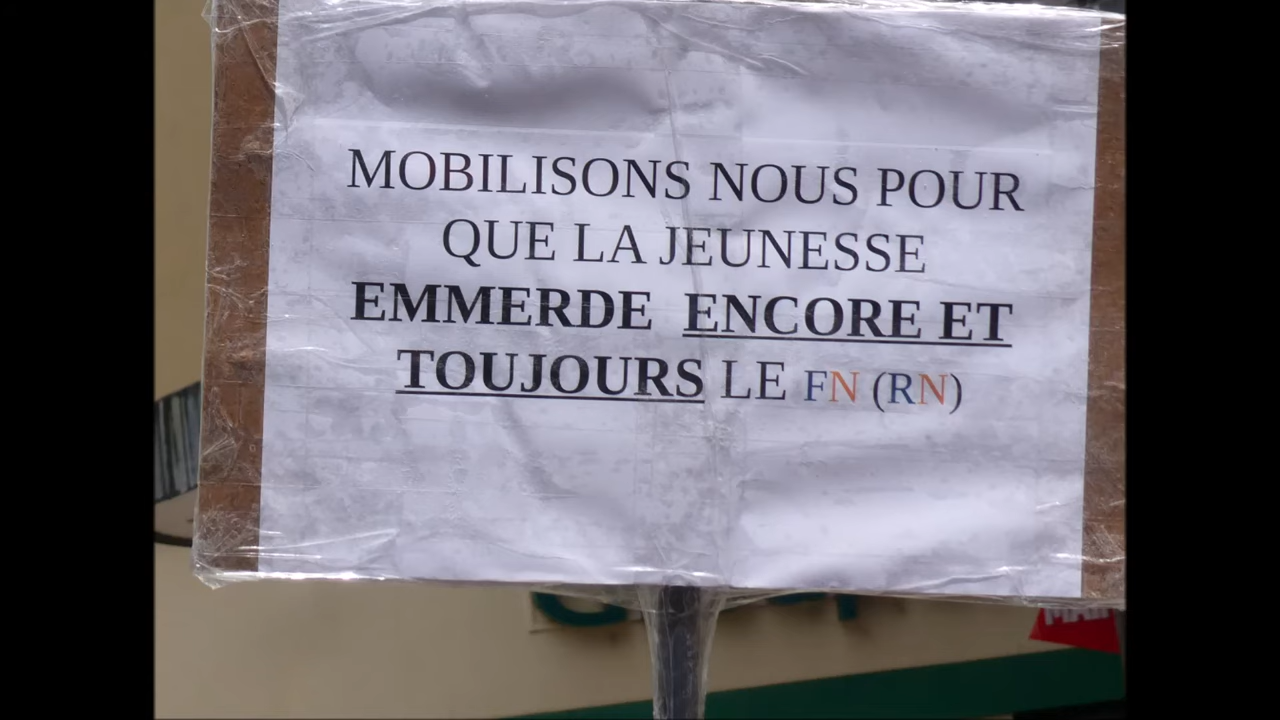 MOBILISONS NOUS POUR
QUE LA JEUNESSE
EMMERDE ENCORE ET
TOUJOURS LE FN (RN)